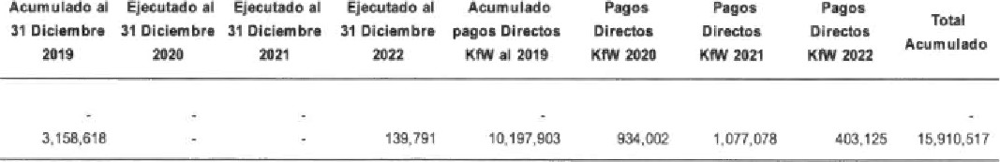 Acumulado al Ejecutado al Ejecutado al Ejecutado al Acumulado Pagos Pagos Pagos Total
31 Diciembre 31 Diciembre 31 Diciembre 31 Diciembre pagos Directos Directos Directos Directos Acumulado
2019 2020 2021 2022 KfW al 2019 KfW 2020 KfW 2021 KfW 2022
- - - - -
3,158,618 - - 139,791 10,197,903 934,002 1,077,078 403,125 15,910,517